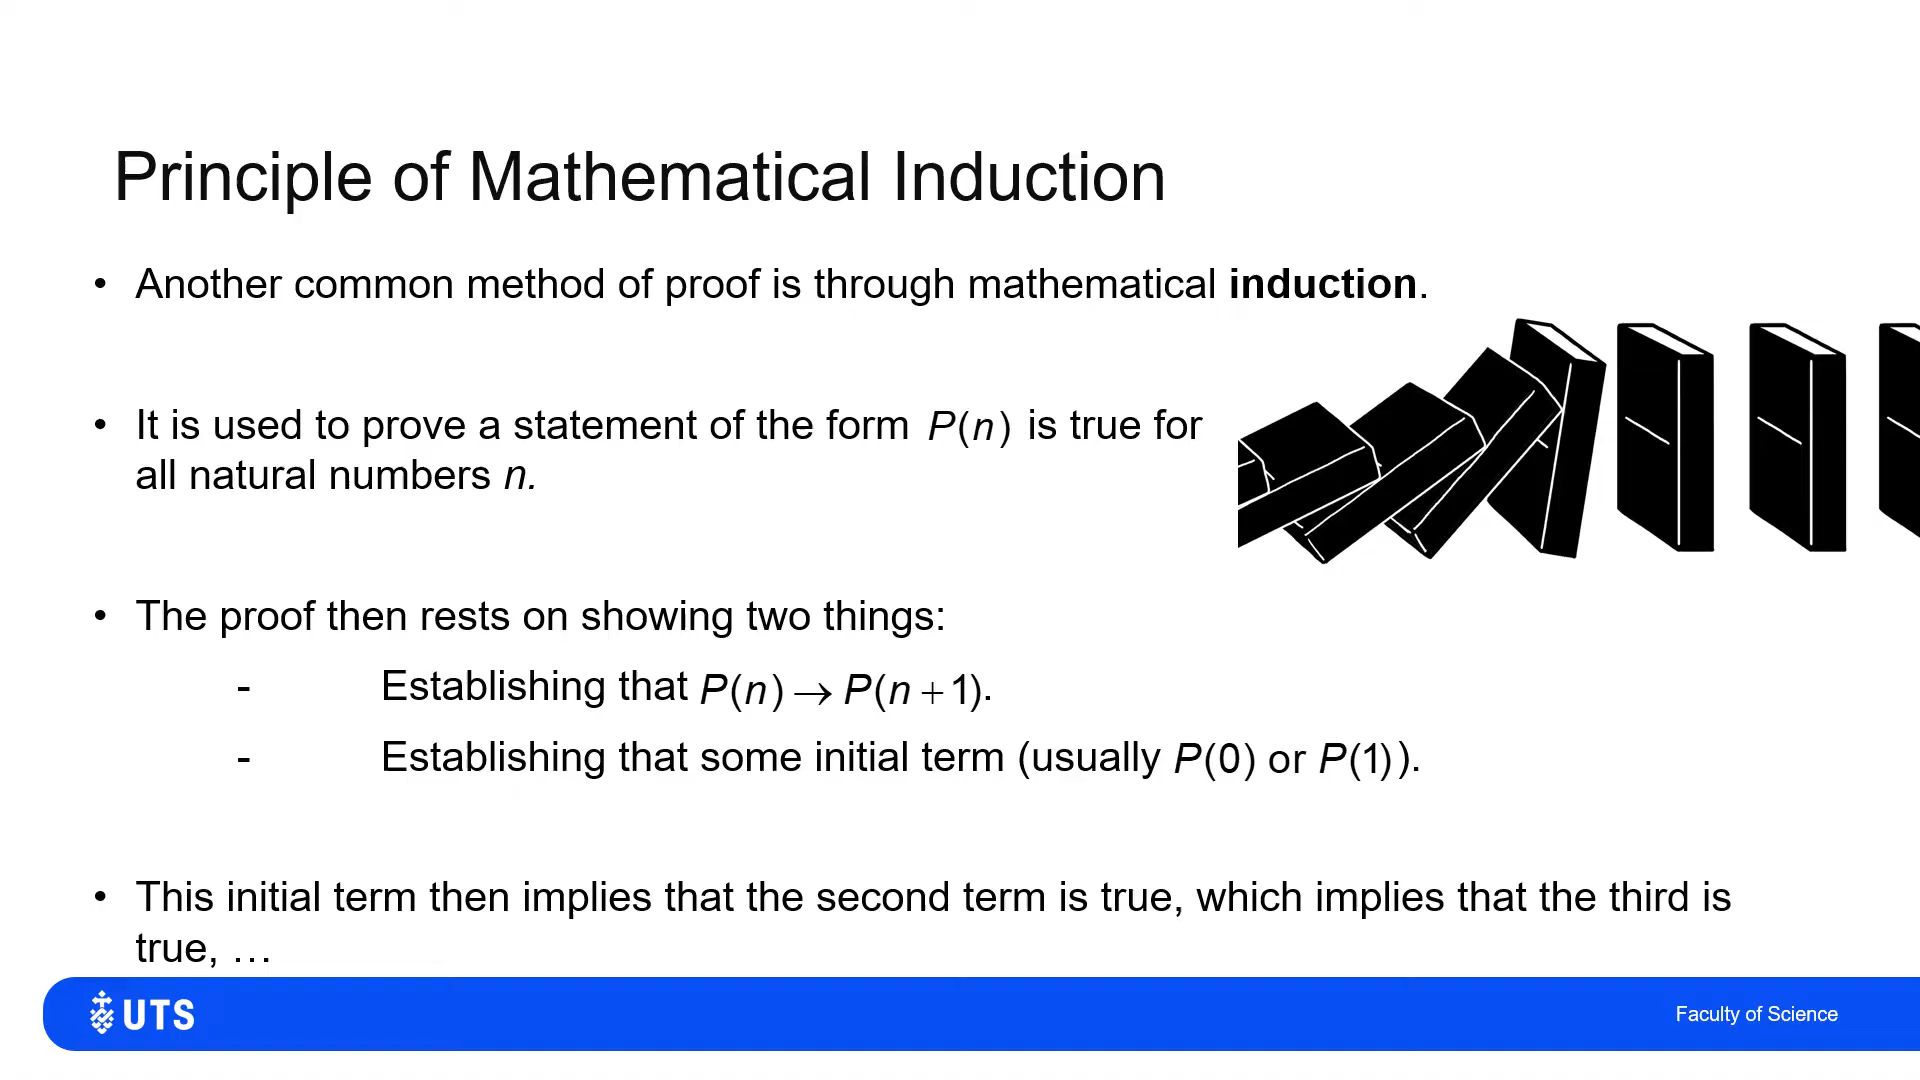 Principle of Mathematical Induction
• Another common method of proof is through mathematical induction.
• It is used to prove a statement of the form P(n) is true for
all natural numbers n.
• The proof then rests on showing two things:
- Establishing that P(n) → P(n + 1).
- Establishing that some initial term (usually P(0) or P(1)).
• This initial term then implies that the second term is true, which implies that the third is
true, …
UTS
Faculty of Science